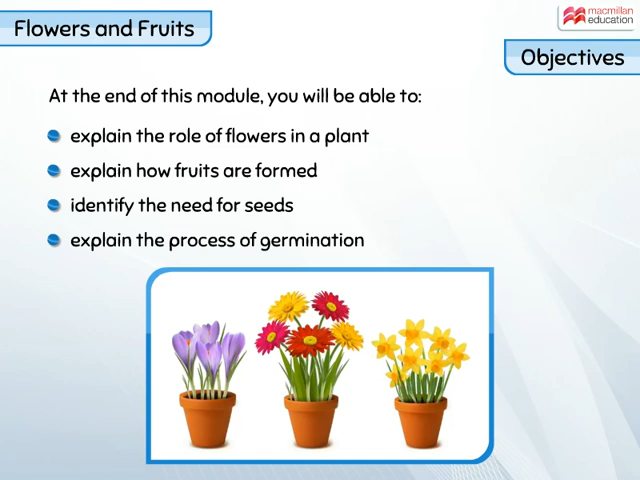 Flowers and Fruits
macmillan
education
Objectives
At the end of this module, you will be able to:
explain the role of flowers in a plant
explain how fruits are formed
identify the need for seeds
explain the process of germination